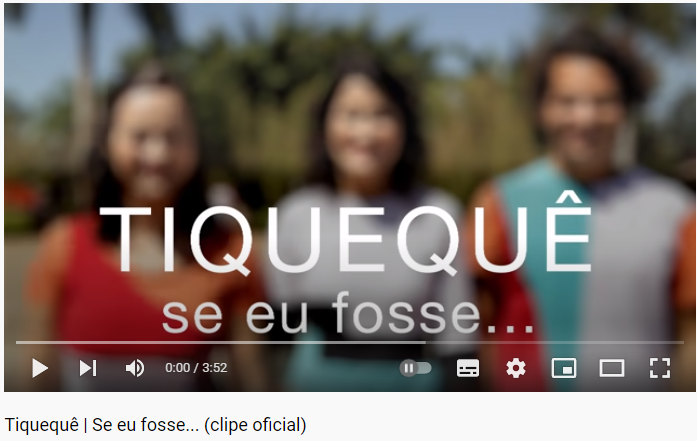 TIQUEQUÊ
se eu fosse...
0:00 / 3:52
Tiquequê | Se eu fosse... (clipe oficial)